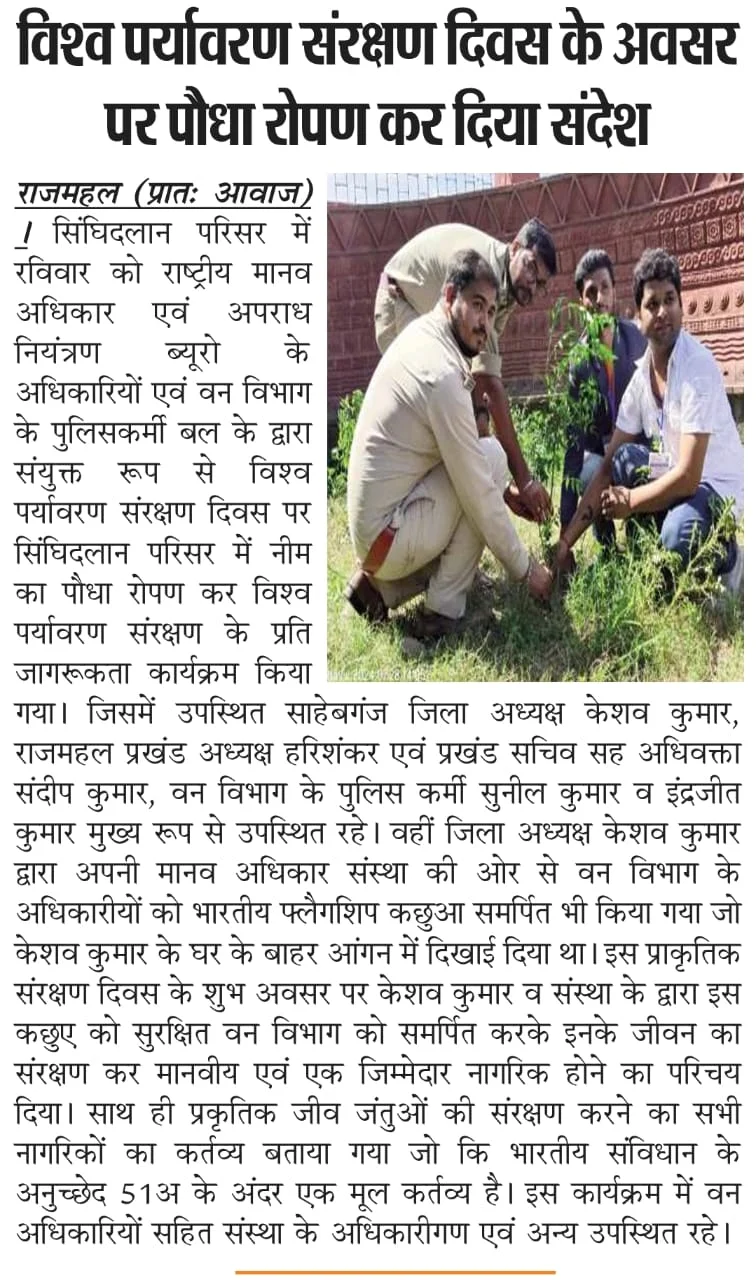 विश्व पर्यावरण संरक्षण दिवस के अवसर
पर पौधा रोपण कर दिया संदेश
राजमहल (प्रातः आवाज)
। सिंघिदलान परिसर में
रविवार को राष्ट्रीय मानव
अधिकार एवं अपराध
नियंत्रण ब्यूरो के
अधिकारियों एवं वन विभाग
के पुलिसकर्मी बल के द्वारा
संयुक्त रूप से विश्व
पर्यावरण संरक्षण दिवस पर
सिंघिदलान परिसर में नीम
का पौधा रोपण कर विश्व
पर्यावरण संरक्षण के प्रति
जागरूकता कार्यक्रम किया
गया। जिसमें उपस्थित साहेबगंज जिला अध्यक्ष केशव कुमार,
राजमहल प्रखंड अध्यक्ष हरिशंकर एवं प्रखंड सचिव सह अधिवक्ता
संदीप कुमार, वन विभाग के पुलिस कर्मी सुनील कुमार व इंद्रजीत
कुमार मुख्य रूप से उपस्थित रहे। वहीं जिला अध्यक्ष केशव कुमार
द्वारा अपनी मानव अधिकार संस्था की ओर से वन विभाग के
अधिकारीयों को भारतीय फ्लैगशिप कछुआ समर्पित भी किया गया जो
केशव कुमार के घर के बाहर आंगन में दिखाई दिया था। इस प्राकृतिक
संरक्षण दिवस के शुभ अवसर पर केशव कुमार व संस्था के द्वारा इस
कछुए को सुरक्षित वन विभाग को समर्पित करके इनके जीवन का
संरक्षण कर मानवीय एवं एक जिम्मेदार नागरिक होने का परिचय
दिया। साथ ही प्रकृतिक जीव जंतुओं की संरक्षण करने का सभी
नागरिकों का कर्तव्य बताया गया जो कि भारतीय संविधान के
अनुच्छेद 51अ के अंदर एक मूल कर्तव्य है। इस कार्यक्रम में वन
अधिकारियों सहित संस्था के अधिकारीगण एवं अन्य उपस्थित रहे।